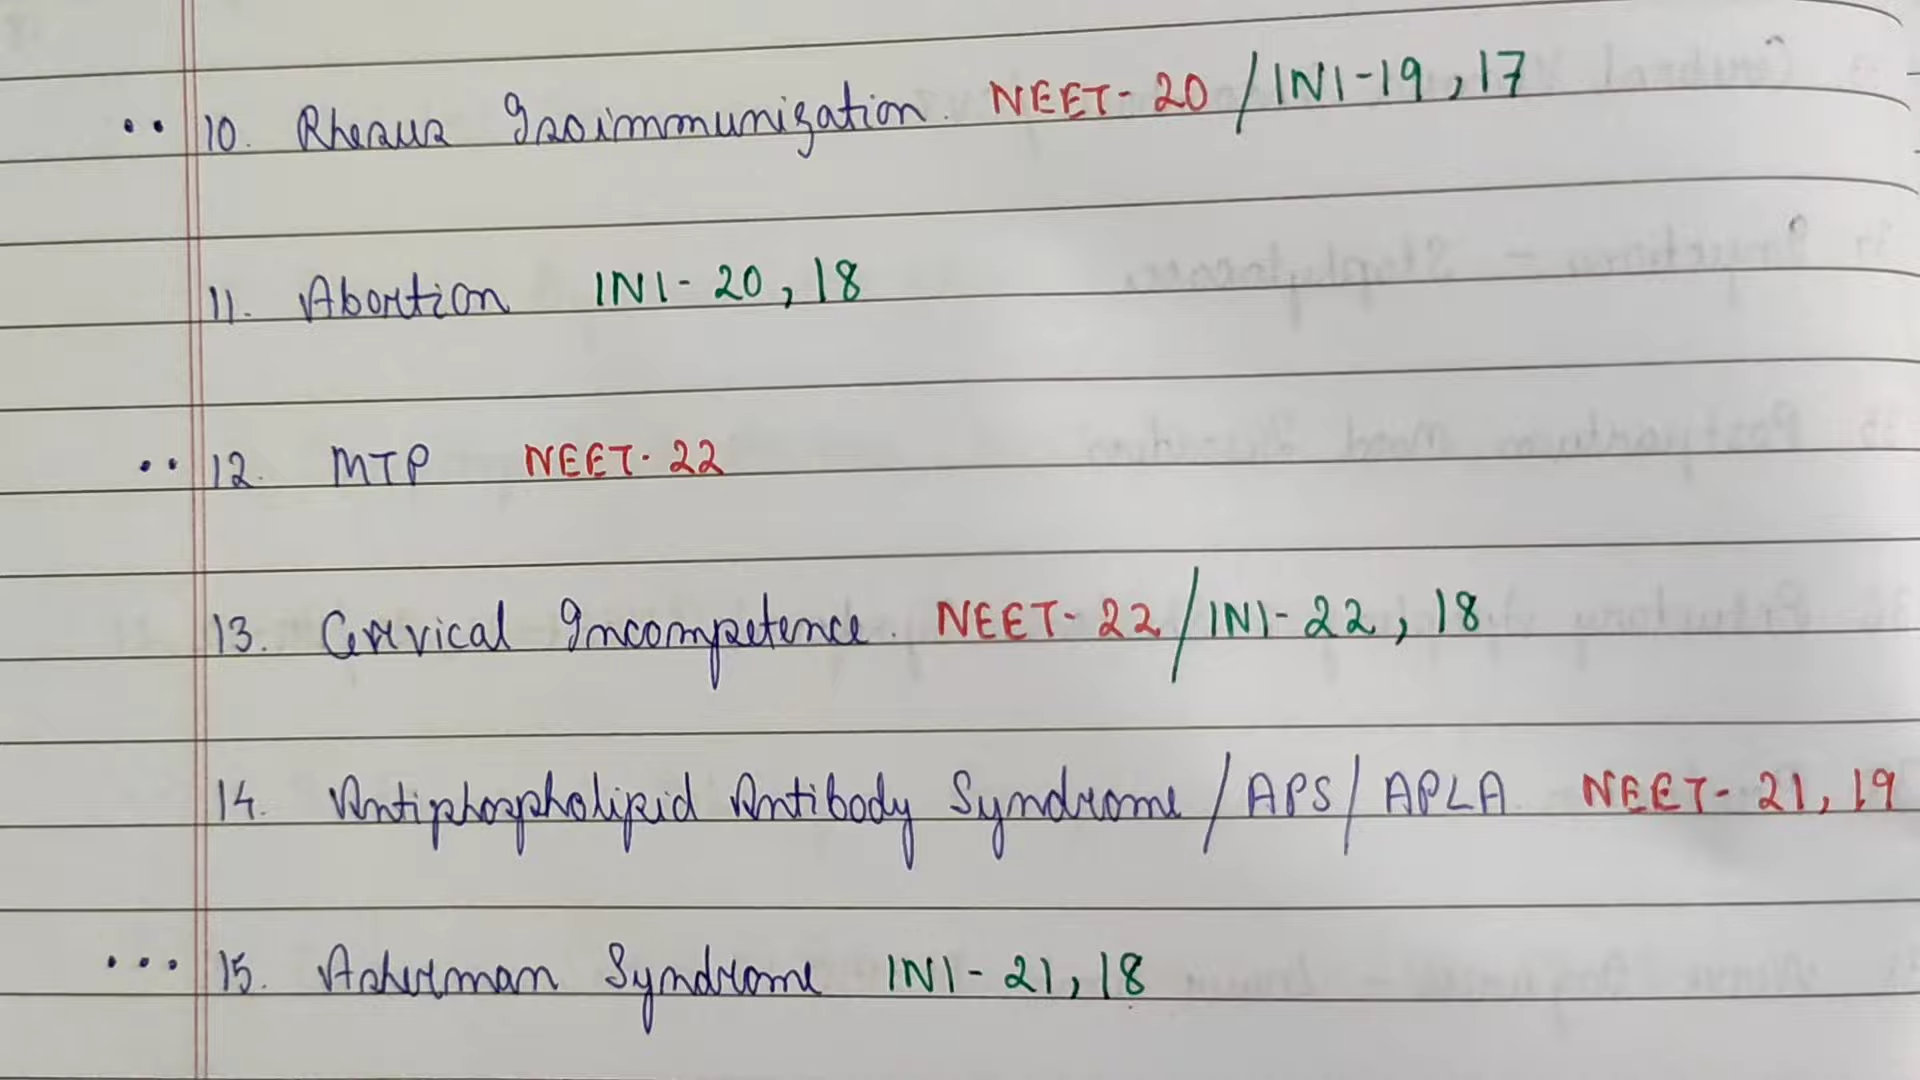 •• 10. Rhesus Isoimmunization. NEET- 20 / INI-19, 17
11. Abortion INI- 20, 18
•• 12. MTP NEET- 22
13. Cervical Incompetence. NEET- 22 / INI- 22, 18
14. Antiphospholipid Antibody Syndrome / APS / APLA NEET- 21, 19
••• 15. Asherman Syndrome INI- 21, 18